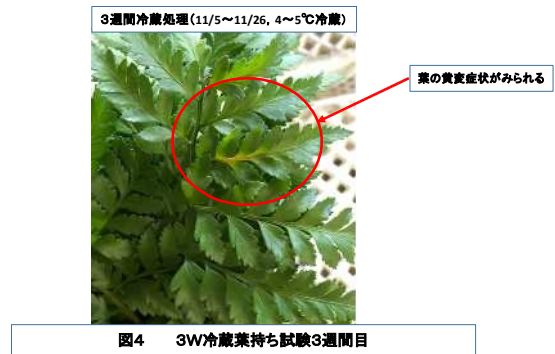 ３週間冷蔵処理（11/5～11/26，4～5℃冷蔵）
葉の黄変症状がみられる
図４　３W冷蔵葉持ち試験３週間目